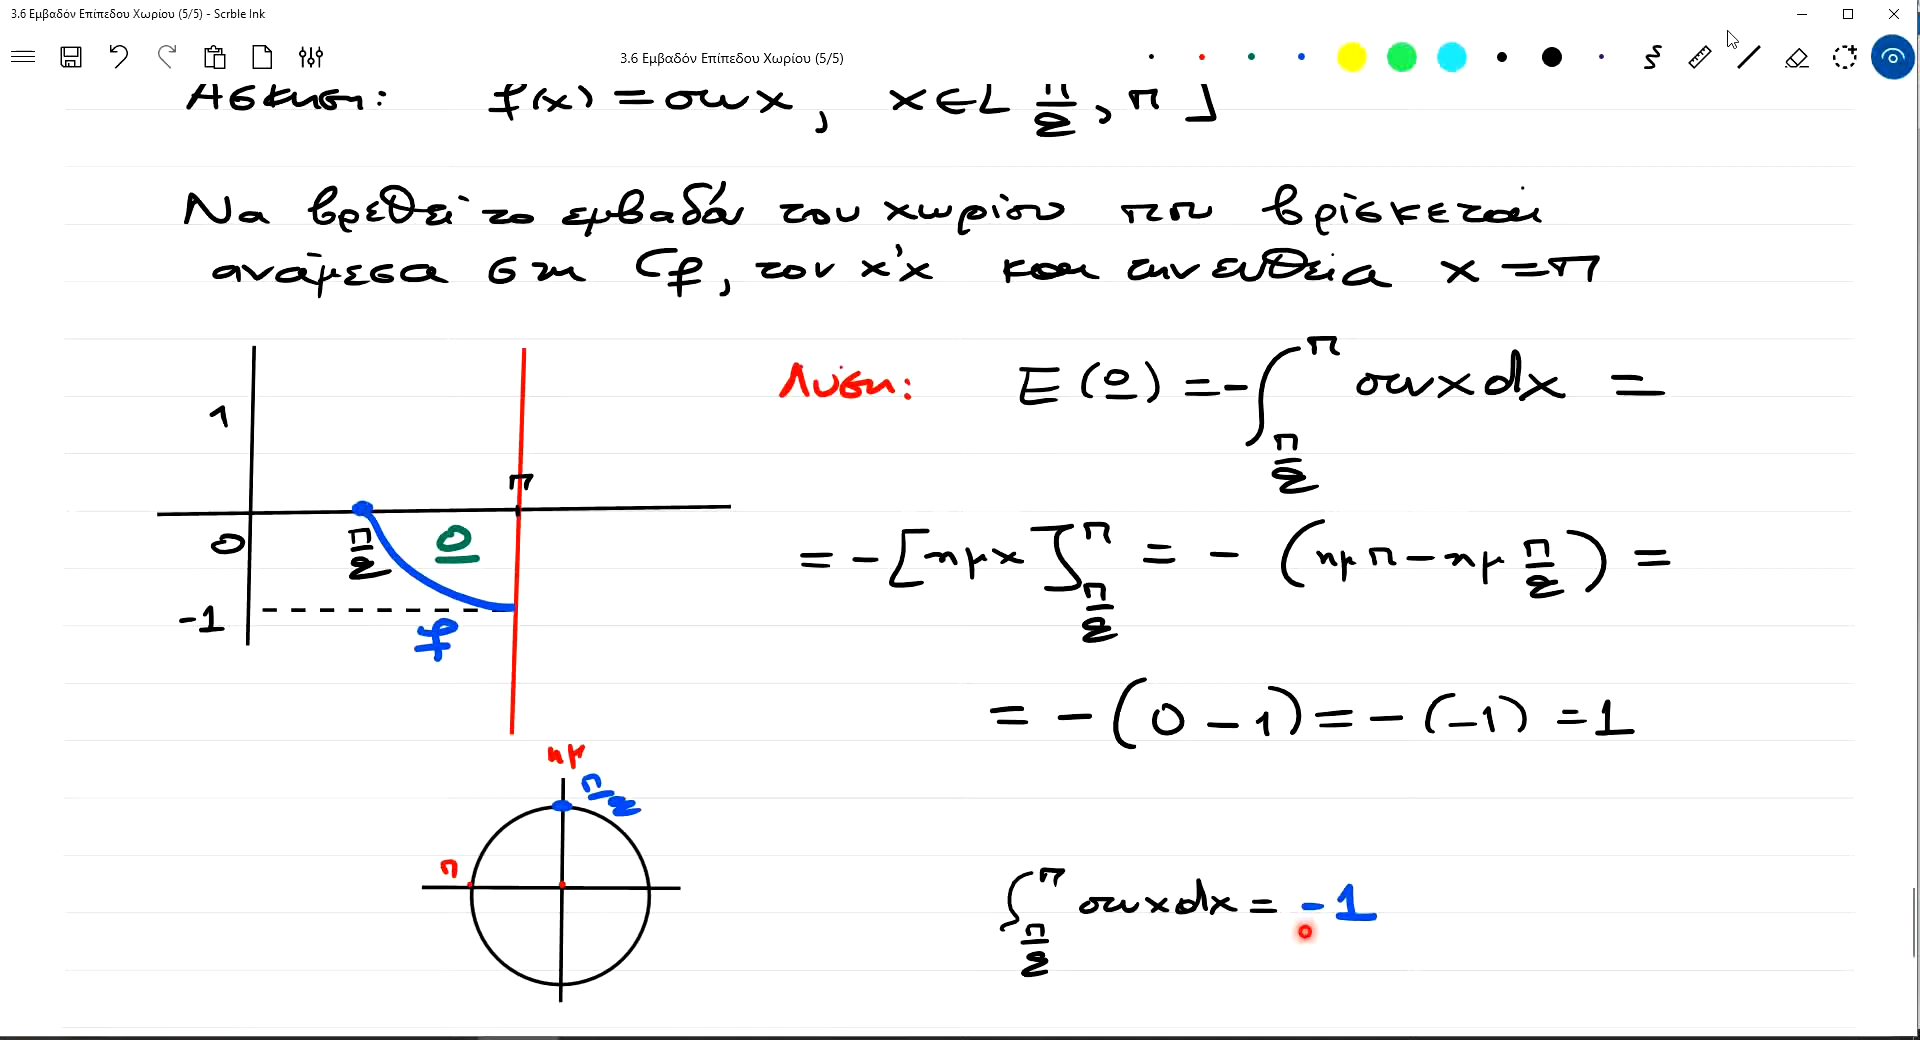 3.6 Εμβαδόν Επίπεδου Χωρίου (5/5) - Scrble Ink
3.6 Εμβαδόν Επίπεδου Χωρίου (5/5)
Άσκηση: f(x) = συνx, x∈[π/2, π]
Να βρεθεί το εμβαδόν του χωρίου που βρίσκεται
ανάμεσα στη Cf, τον x'x και την ευθεία x = π
Λύση: E(Ω) = -∫_{π/2}^{π} συνx dx =
= -[ημx]_{π/2}^{π} = - (ημπ - ημ π/2) =
= - (0 - 1) = - (-1) = 1
1
π
0
π/2
Ω
-1
f
ημ
π/2
π
∫_{π/2}^{π} συνx dx = -1